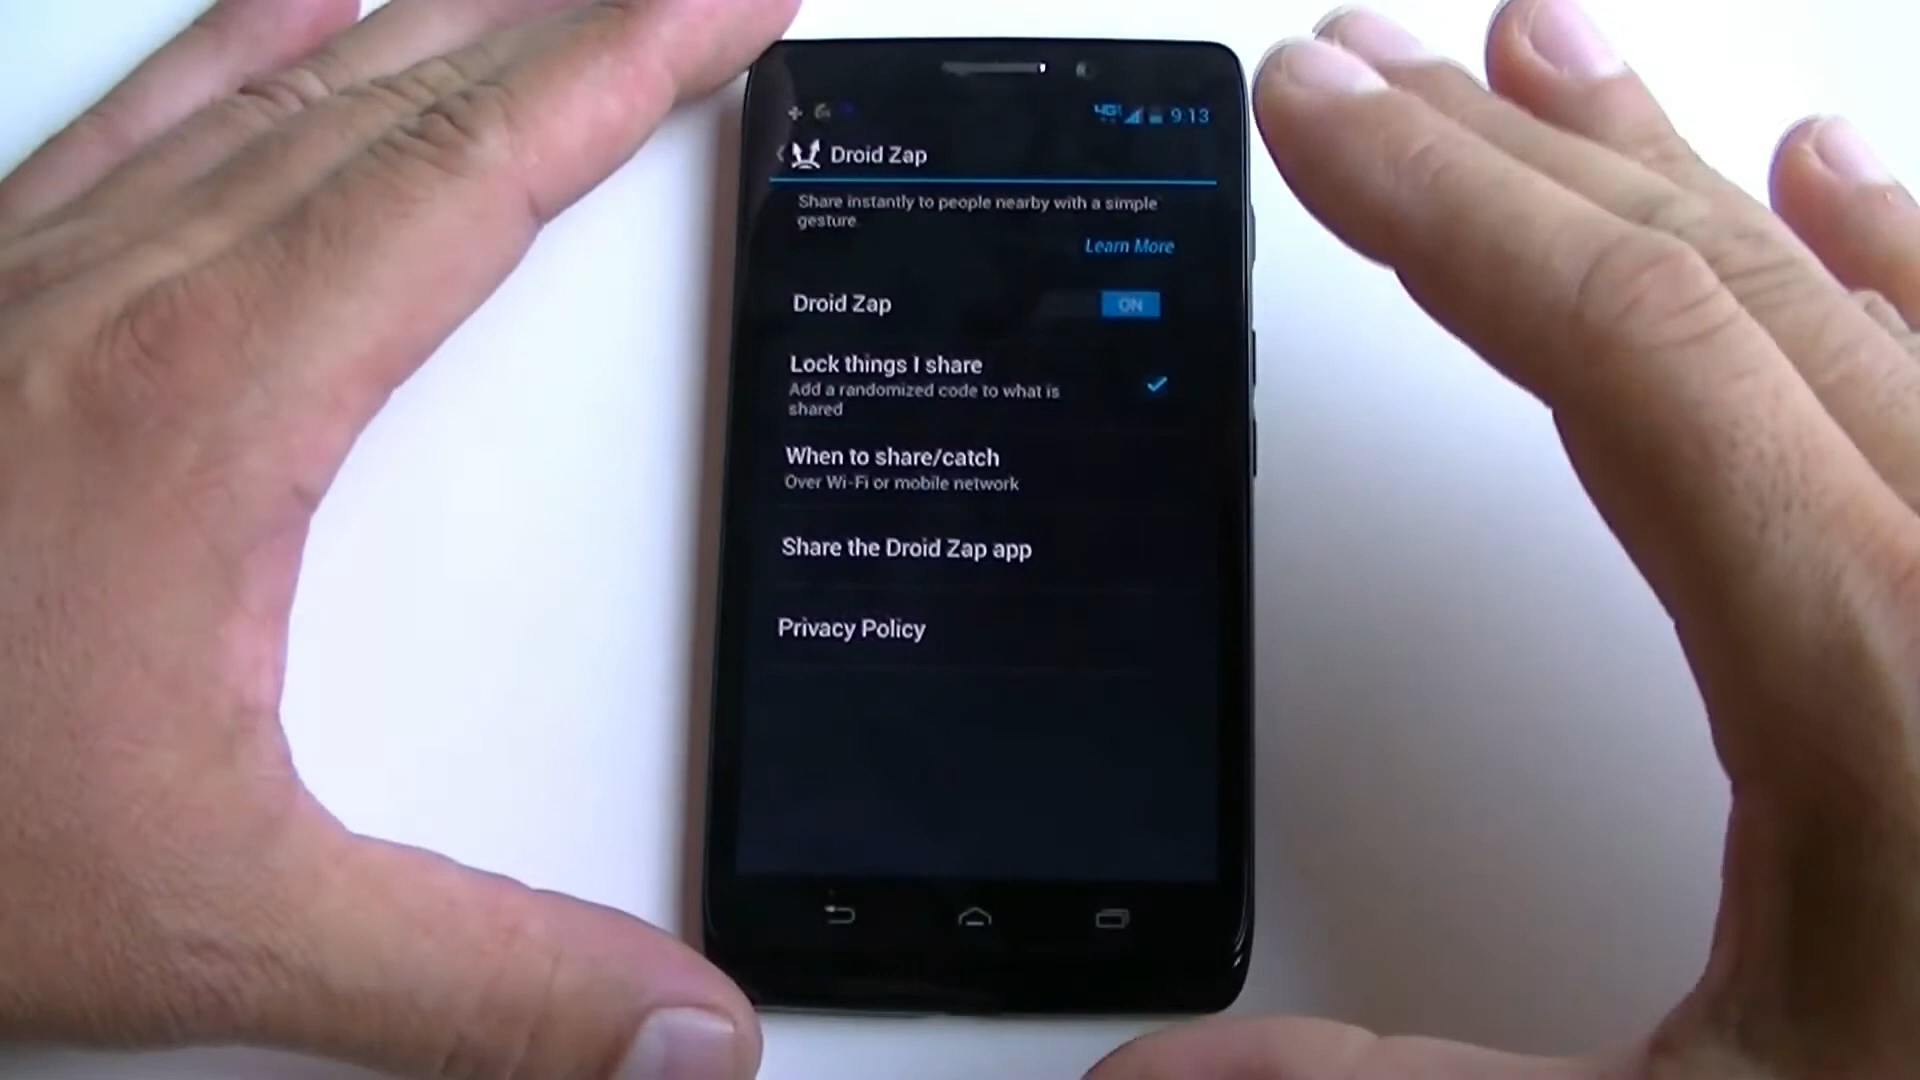 4G 9:13
Droid Zap
Share instantly to people nearby with a simple
gesture
Learn More
Droid Zap
ON
Lock things I share
Add a randomized code to what is
shared
When to share/catch
Over Wi-Fi or mobile network
Share the Droid Zap app
Privacy Policy